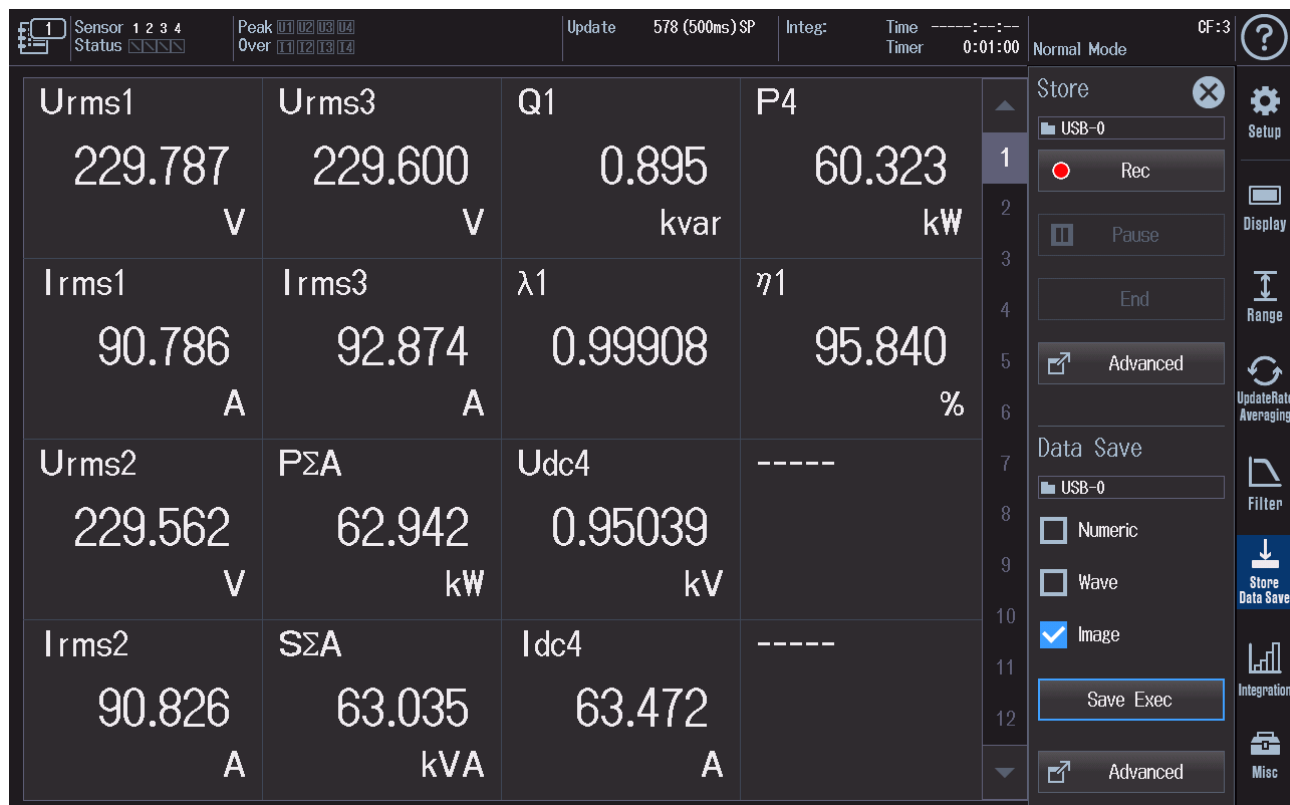 1 Sensor 1 2 3 4 Peak U1 U2 U3 U4 Update 578 (500ms) SP Integ: Time -----:--:-- CF:3 ?
Status Over I1 I2 I3 I4 Timer 0:01:00 Normal Mode
Urms1
229.787
V
Urms3
229.600
V
Q1
0.895
kvar
P4
60.323
kW
Irms1
90.786
A
Irms3
92.874
A
λ1
0.99908
η1
95.840
%
Urms2
229.562
V
PΣA
62.942
kW
Udc4
0.95039
kV
-----
Irms2
90.826
A
SΣA
63.035
kVA
Idc4
63.472
A
-----
1
2
3
4
5
6
7
8
9
10
11
12
Store
USB-0
Rec
Pause
End
Advanced
Data Save
USB-0
Numeric
Wave
Image
Save Exec
Advanced
Setup
Display
Range
UpdateRate
Averaging
Filter
Store
Data Save
Integration
Misc